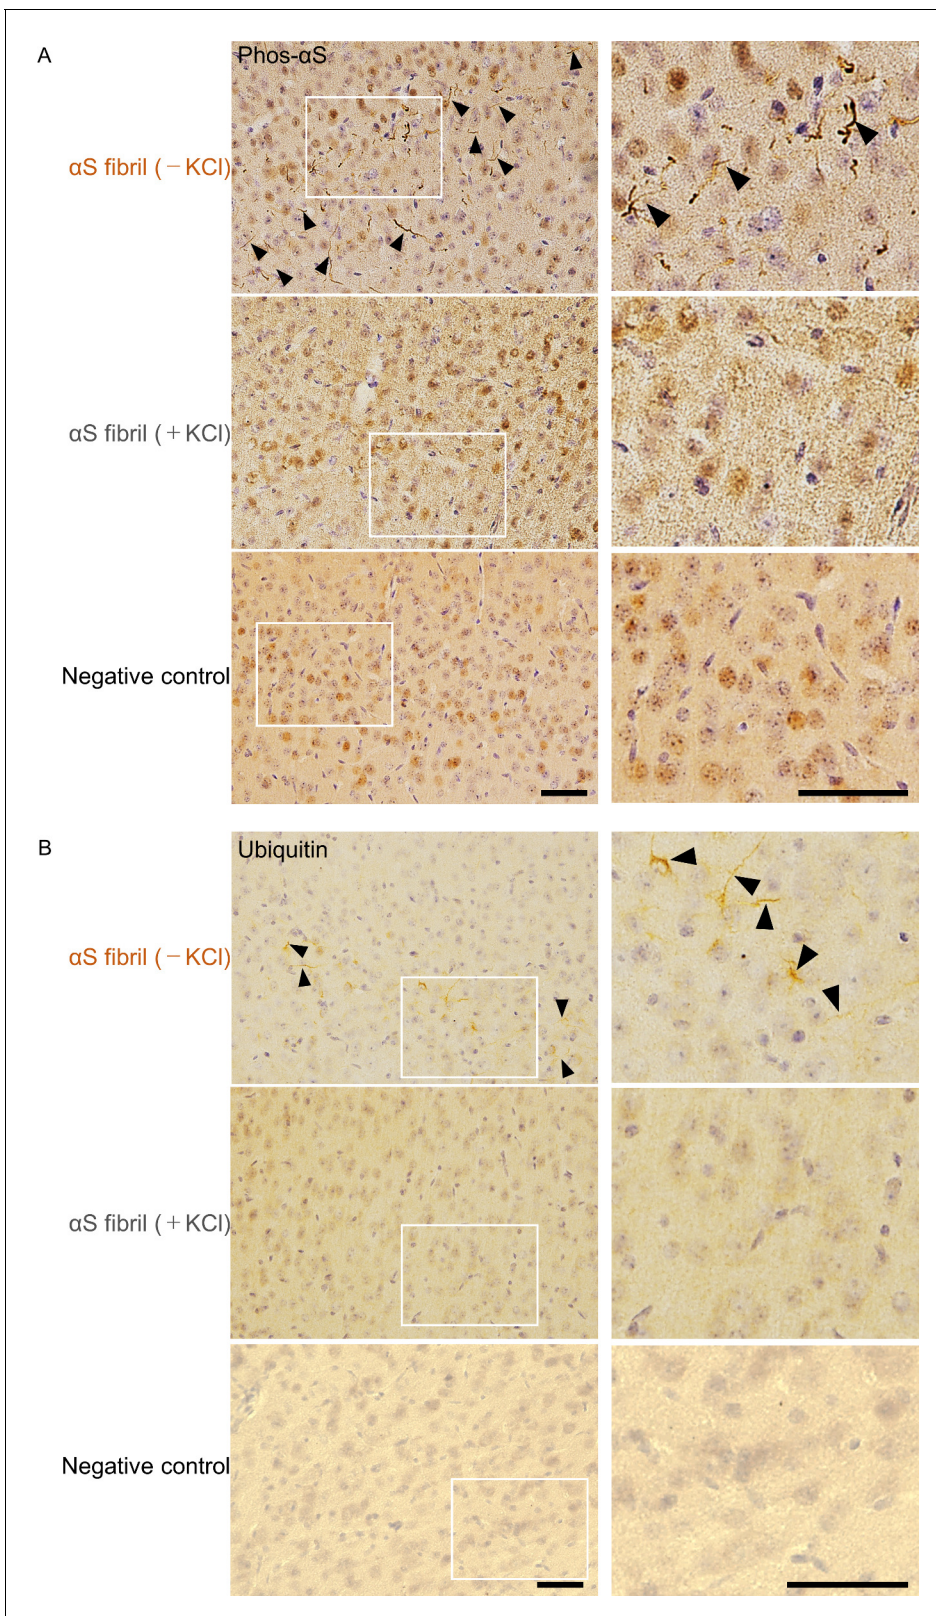 A
Phos-αS
αS fibril (−KCl)
αS fibril (+KCl)
Negative control
B
Ubiquitin
αS fibril (−KCl)
αS fibril (+KCl)
Negative control